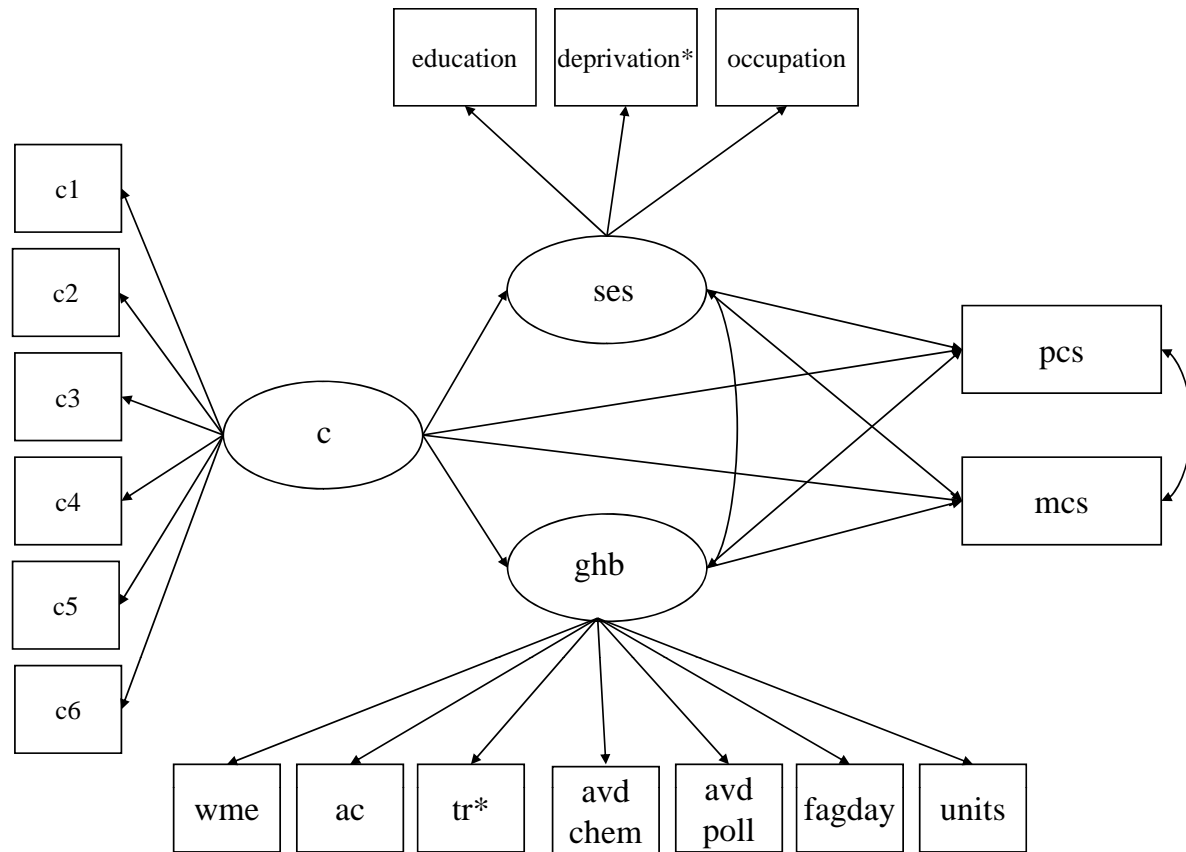 education
deprivation*
occupation
c1
c2
c3
c4
c5
c6
c
ses
ghb
pcs
mcs
wme
ac
tr*
avd
chem
avd
poll
fagday
units